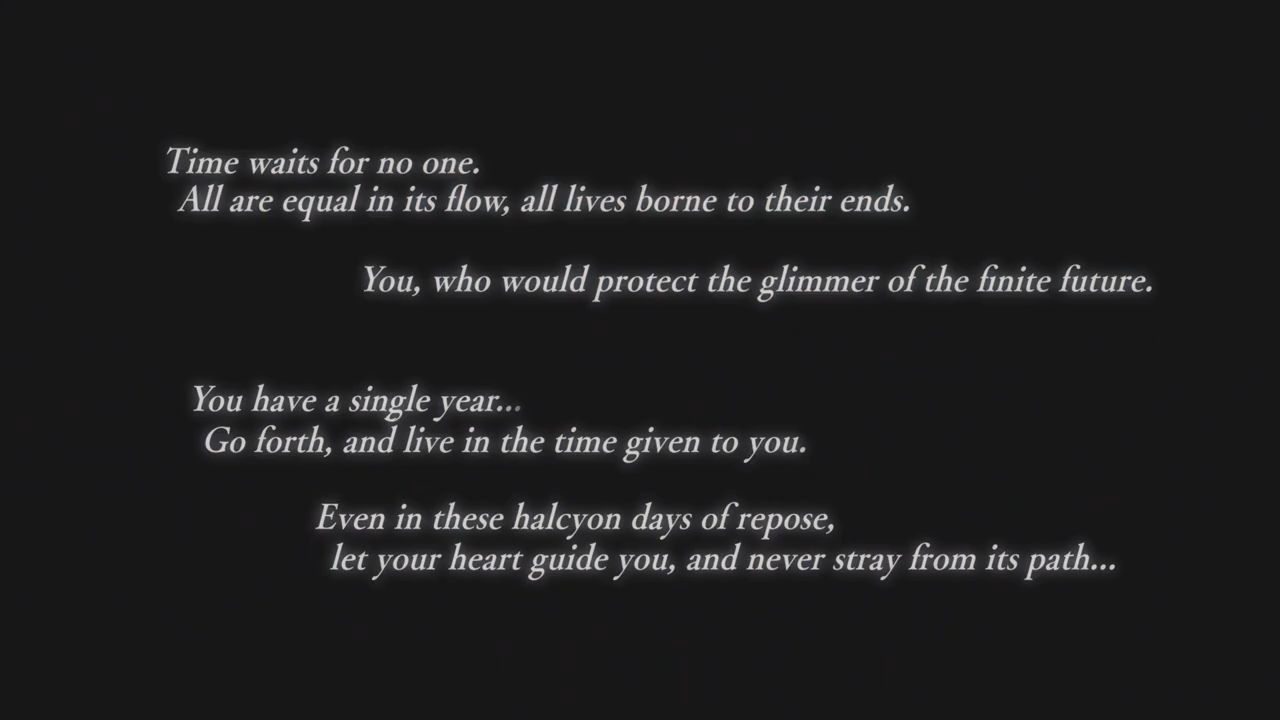 Time waits for no one.
All are equal in its flow, all lives borne to their ends.
You, who would protect the glimmer of the finite future.
You have a single year...
Go forth, and live in the time given to you.
Even in these halcyon days of repose,
let your heart guide you, and never stray from its path...